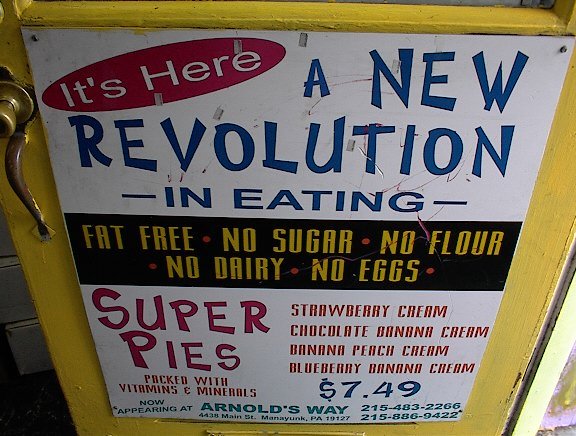 It's Here
A NEW
REVOLUTION
– IN EATING –
FAT FREE • NO SUGAR • NO FLOUR
• NO DAIRY • NO EGGS •
SUPER
PIES
PACKED WITH
VITAMINS & MINERALS
STRAWBERRY CREAM
CHOCOLATE BANANA CREAM
BANANA PEACH CREAM
BLUEBERRY BANANA CREAM
$7.49
NOW
APPEARING AT
ARNOLD'S WAY
4438 Main St. Manayunk, PA 19127
215-483-2266
215-886-9422